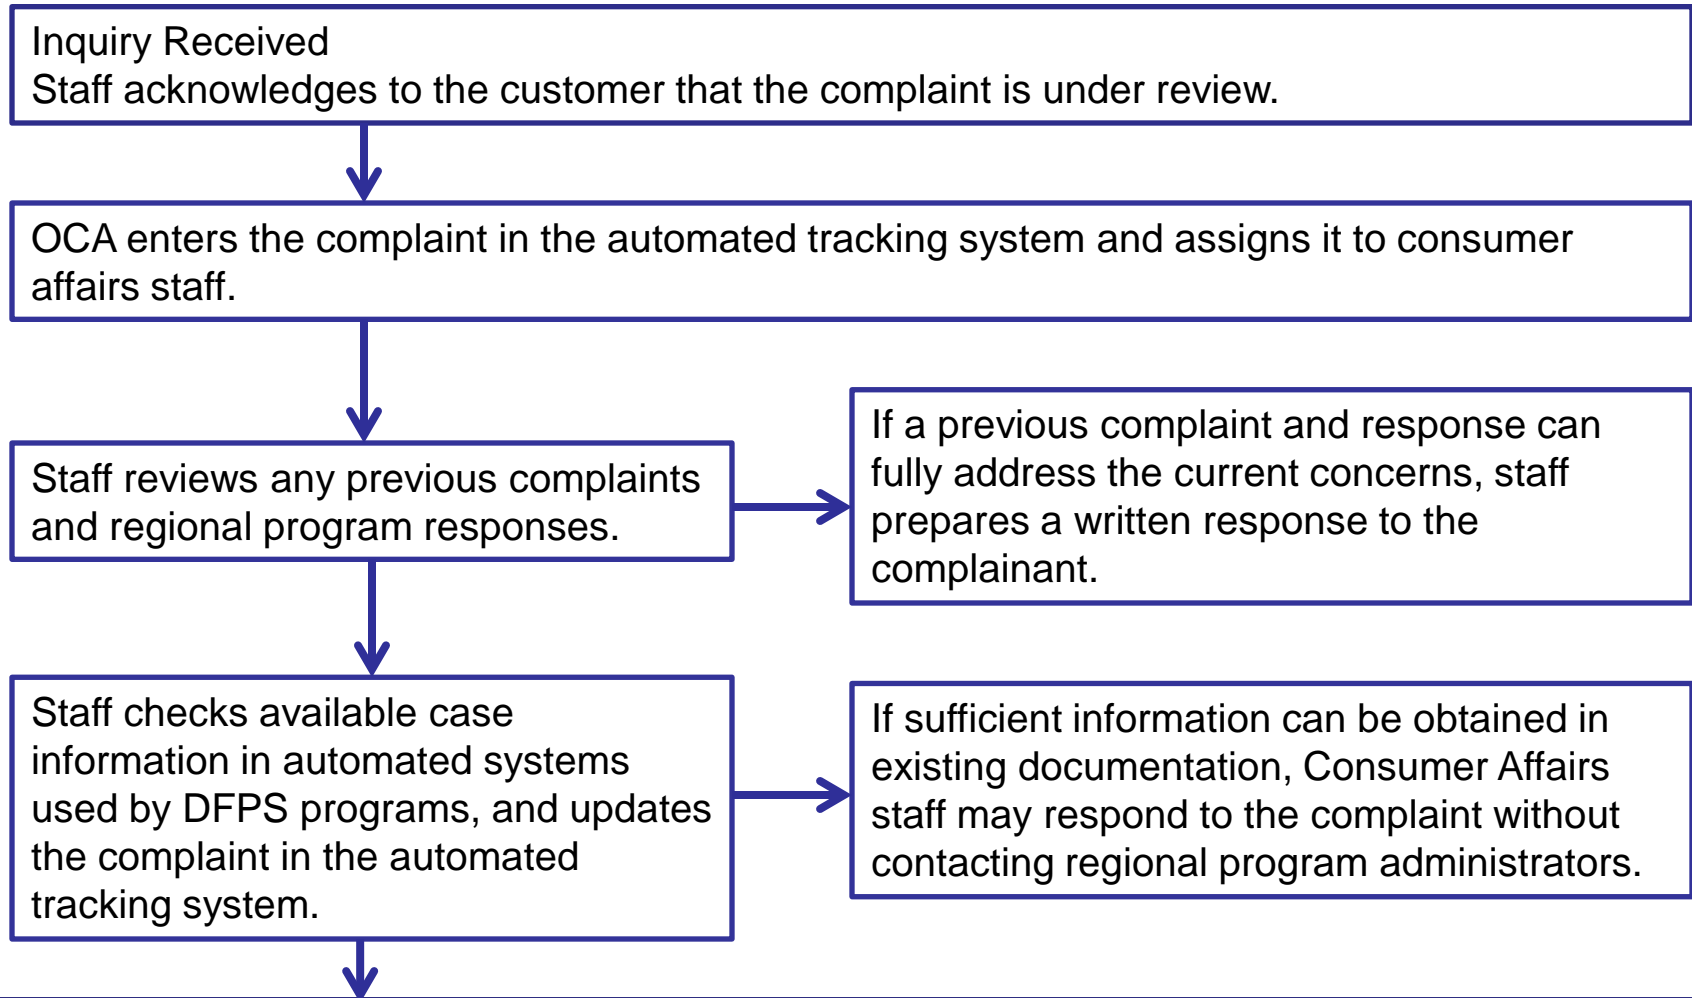 Inquiry Received
Staff acknowledges to the customer that the complaint is under review.
OCA enters the complaint in the automated tracking system and assigns it to consumer
affairs staff.
Staff reviews any previous complaints
and regional program responses.
If a previous complaint and response can
fully address the current concerns, staff
prepares a written response to the
complainant.
Staff checks available case
information in automated systems
used by DFPS programs, and updates
the complaint in the automated
tracking system.
If sufficient information can be obtained in
existing documentation, Consumer Affairs
staff may respond to the complaint without
contacting regional program administrators.